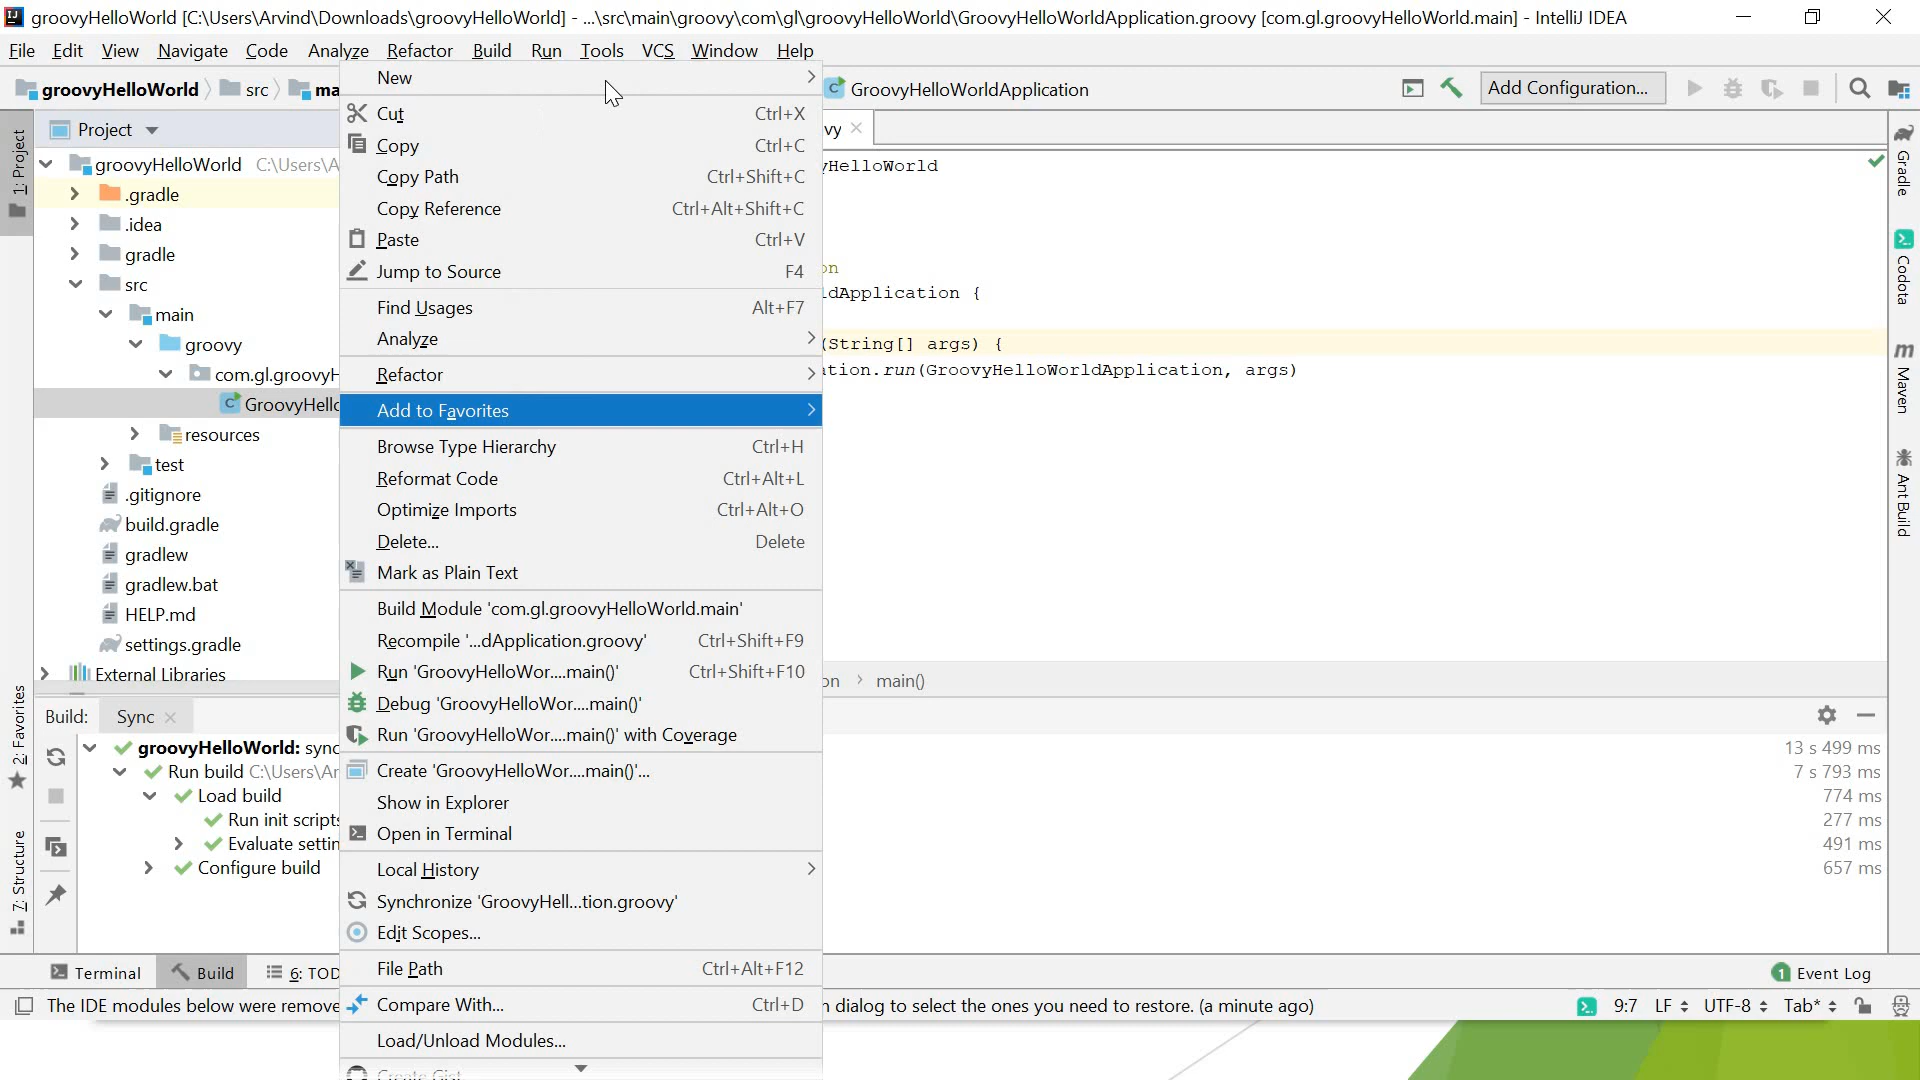 groovyHelloWorld [C:\Users\Arvind\Downloads\groovyHelloWorld] - ...\src\main\groovy\com\gl\groovyHelloWorld\GroovyHelloWorldApplication.groovy [com.gl.groovyHelloWorld.main] - IntelliJ IDEA
File Edit View Navigate Code Analyze Refactor Build Run Tools VCS Window Help
groovyHelloWorld src ma GroovyHelloWorldApplication Add Configuration...
Project
vy
1: Project
2: Favorites
7: Structure
groovyHelloWorld C:\Users\A
.gradle
.idea
gradle
src
main
groovy
com.gl.groovyH
GroovyHello
resources
test
.gitignore
build.gradle
gradlew
gradlew.bat
HELP.md
settings.gradle
External Libraries
New
Cut Ctrl+X
Copy Ctrl+C
Copy Path Ctrl+Shift+C
Copy Reference Ctrl+Alt+Shift+C
Paste Ctrl+V
Jump to Source F4
Find Usages Alt+F7
Analyze
Refactor
Add to Favorites
Browse Type Hierarchy Ctrl+H
Reformat Code Ctrl+Alt+L
Optimize Imports Ctrl+Alt+O
Delete... Delete
Mark as Plain Text
Build Module 'com.gl.groovyHelloWorld.main'
Recompile '...dApplication.groovy' Ctrl+Shift+F9
Run 'GroovyHelloWor....main()' Ctrl+Shift+F10
Debug 'GroovyHelloWor....main()'
Run 'GroovyHelloWor....main()' with Coverage
Create 'GroovyHelloWor....main()'...
Show in Explorer
Open in Terminal
Local History
Synchronize 'GroovyHell...tion.groovy'
Edit Scopes...
File Path Ctrl+Alt+F12
Compare With... Ctrl+D
Load/Unload Modules...
Create Gist
yHelloWorld
on
ldApplication {
(String[] args) {
tion.run(GroovyHelloWorldApplication, args)
on main()
Gradle
Codota
Maven
Ant Build
Build: Sync
groovyHelloWorld: sync 13 s 499 ms
Run build C:\Users\Ar 7 s 793 ms
Load build 774 ms
Run init scripts 277 ms
Evaluate settin 491 ms
Configure build 657 ms
Terminal Build 6: TOD 1 Event Log
The IDE modules below were remove n dialog to select the ones you need to restore. (a minute ago) 9:7 LF UTF-8 Tab*